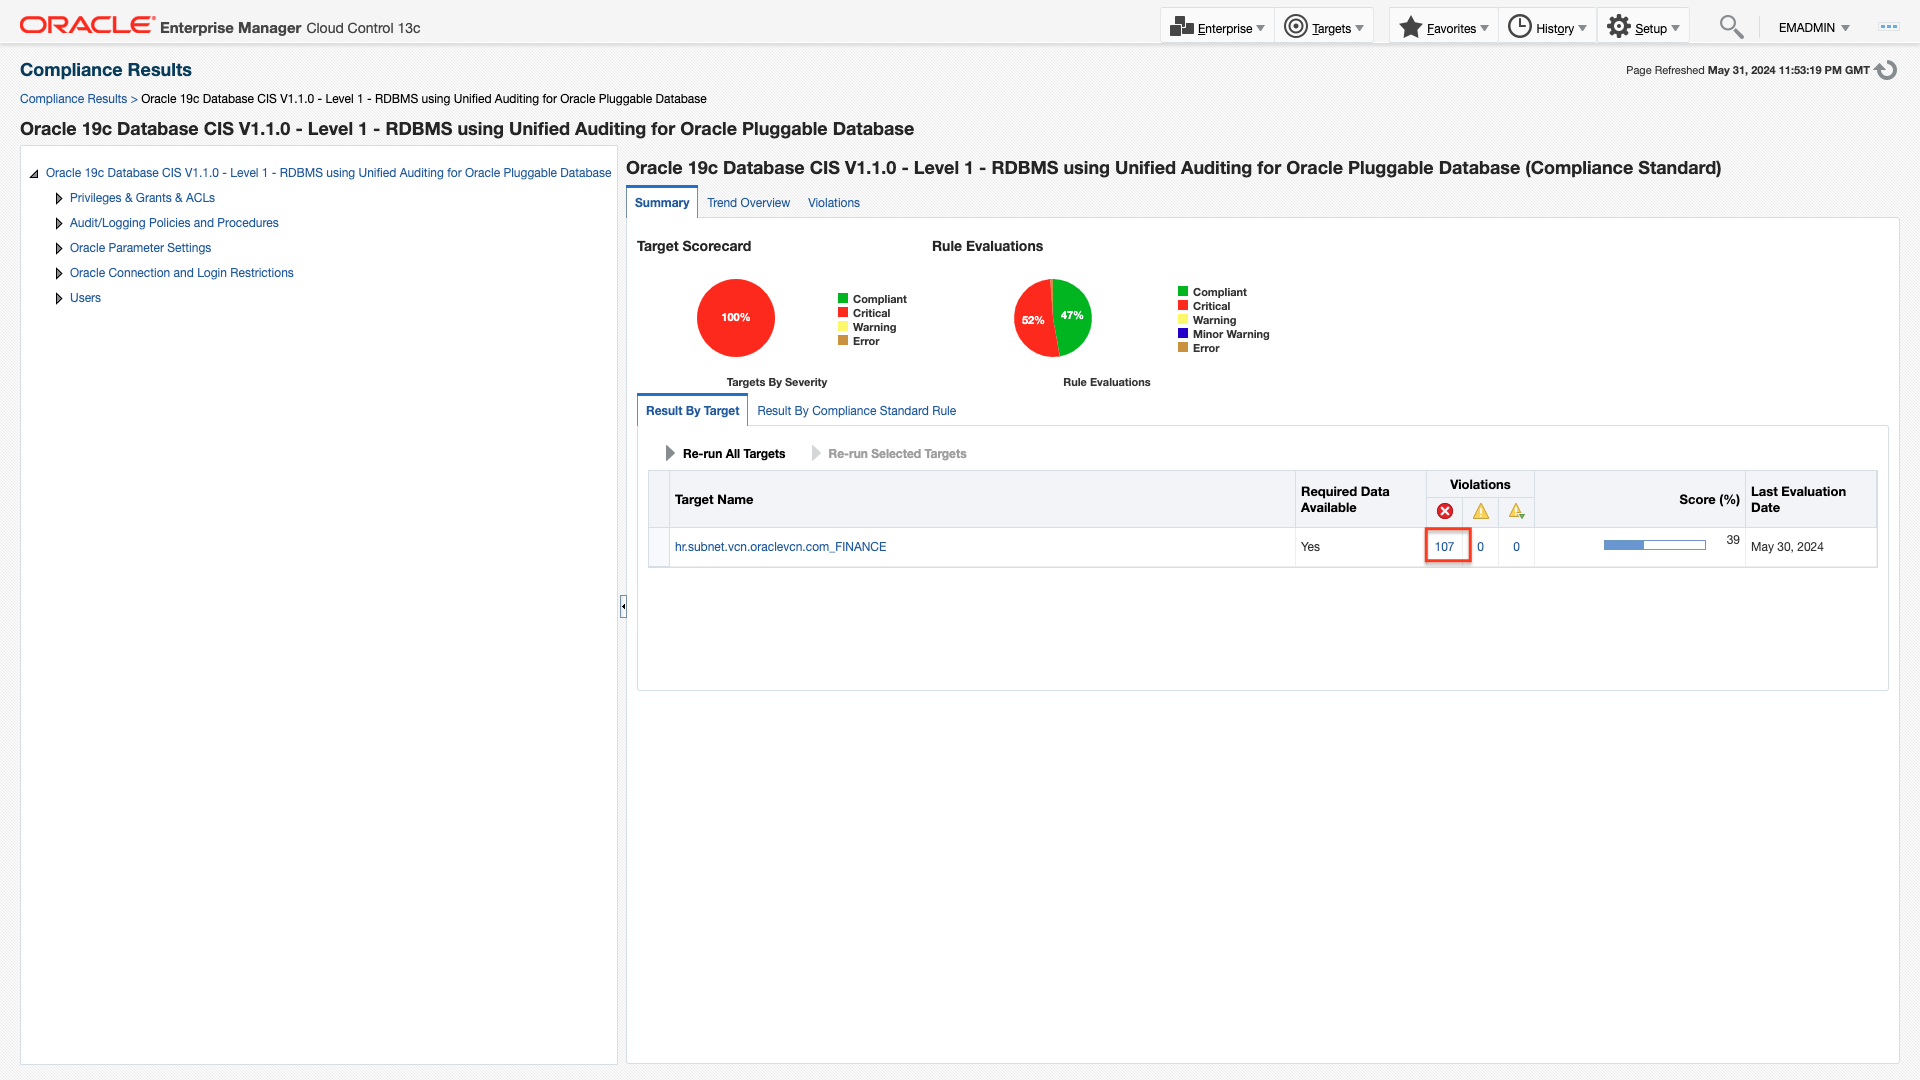 ORACLE Enterprise Manager Cloud Control 13c
Enterprise Targets Favorites History Setup EMADMIN
Compliance Results
Page Refreshed May 31, 2024 11:53:19 PM GMT
Compliance Results > Oracle 19c Database CIS V1.1.0 - Level 1 - RDBMS using Unified Auditing for Oracle Pluggable Database
Oracle 19c Database CIS V1.1.0 - Level 1 - RDBMS using Unified Auditing for Oracle Pluggable Database
Oracle 19c Database CIS V1.1.0 - Level 1 - RDBMS using Unified Auditing for Oracle Pluggable Database
Privileges & Grants & ACLs
Audit/Logging Policies and Procedures
Oracle Parameter Settings
Oracle Connection and Login Restrictions
Users
Oracle 19c Database CIS V1.1.0 - Level 1 - RDBMS using Unified Auditing for Oracle Pluggable Database (Compliance Standard)
Summary Trend Overview Violations
Target Scorecard
100%
Compliant
Critical
Warning
Error
Targets By Severity
Rule Evaluations
52% 47%
Compliant
Critical
Warning
Minor Warning
Error
Rule Evaluations
Result By Target Result By Compliance Standard Rule
Re-run All Targets Re-run Selected Targets
Target Name
Required Data
Available
Violations
Score (%)
Last Evaluation
Date
hr.subnet.vcn.oraclevcn.com_FINANCE Yes 107 0 0 39 May 30, 2024